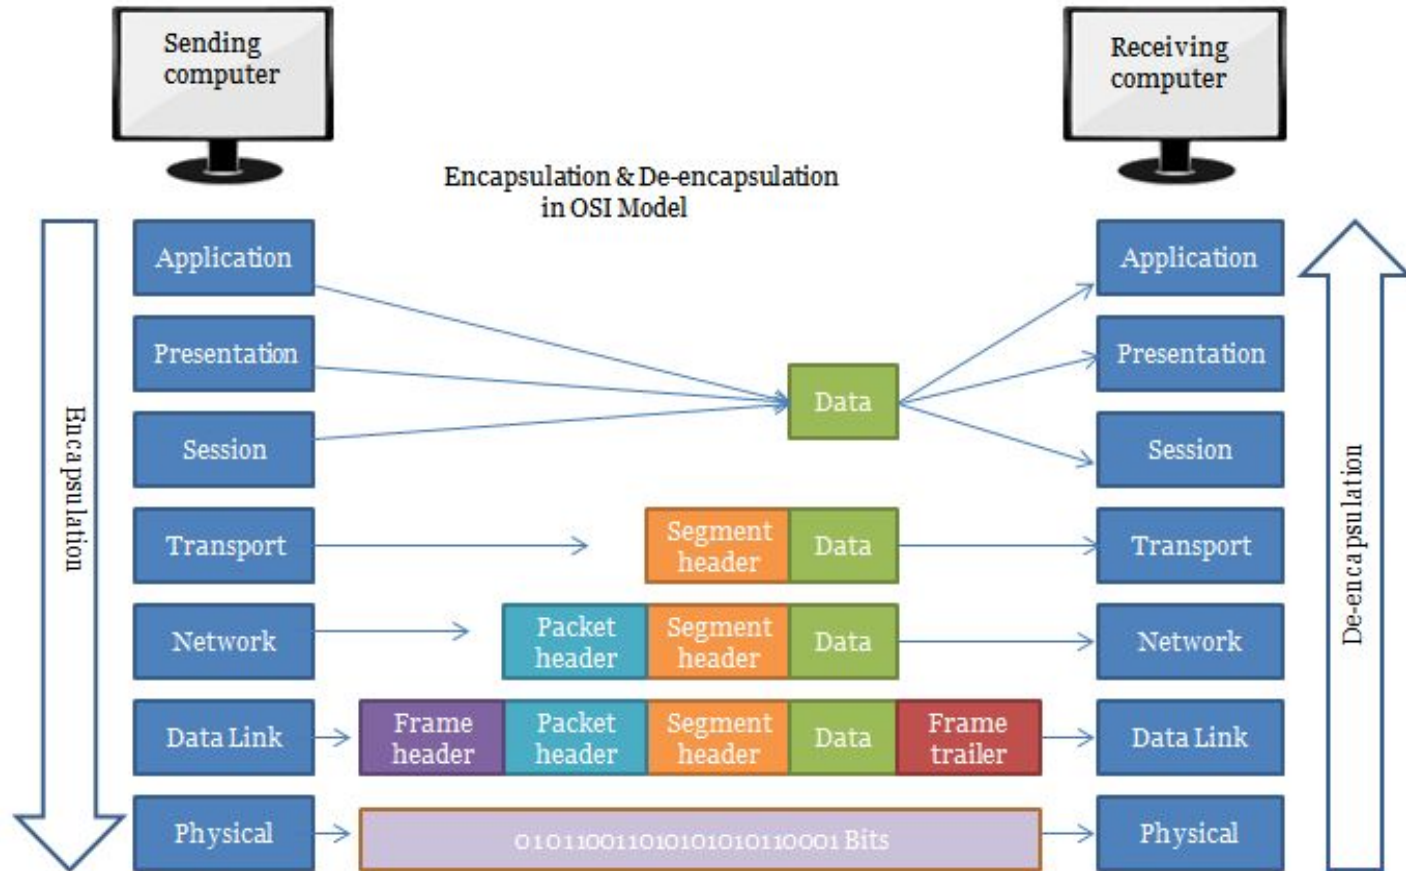 Sending
computer
Receiving
computer
Encapsulation & De-encapsulation
in OSI Model
Encapsulation
Application
Application
Presentation
Presentation
Data
Session
Session
De-encapsulation
Transport
Segment
header
Data
Transport
Network
Packet
header
Segment
header
Data
Network
Data Link
Frame
header
Packet
header
Segment
header
Data
Frame
trailer
Data Link
Physical
0101100110101010110001 Bits
Physical